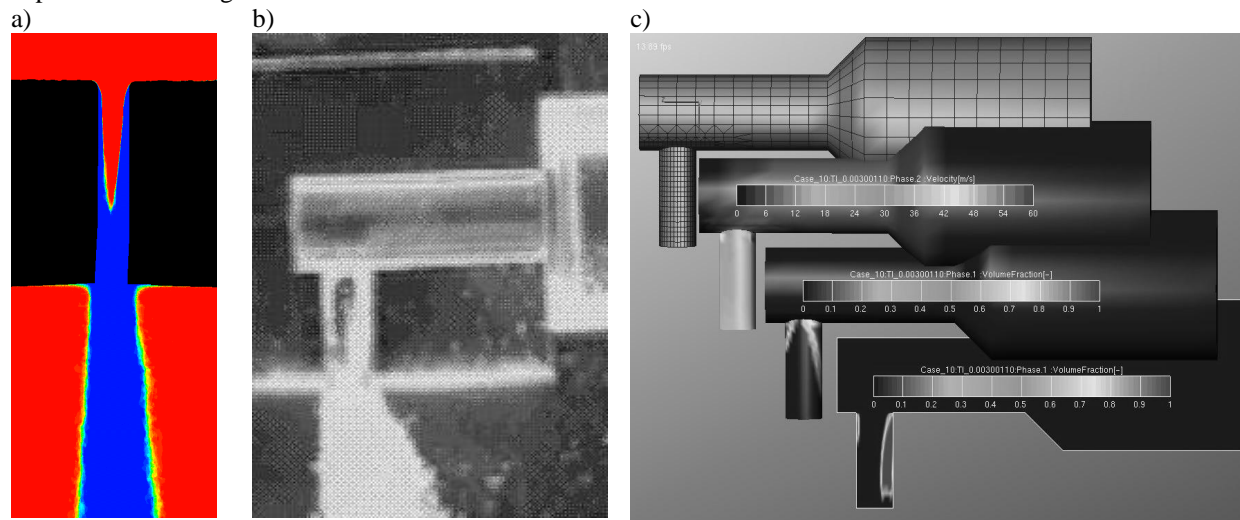 a)
b)
c)
13.89 fps
Case_10:TI_0.00300110:Phase.2 :Velocity[m/s]
0 6 12 18 24 30 36 42 48 54 60
Case_10:TI_0.00300110:Phase.1 :VolumeFraction[-]
0 0.1 0.2 0.3 0.4 0.5 0.6 0.7 0.8 0.9 1
Case_10:TI_0.00300110:Phase.1 :VolumeFraction[-]
0 0.1 0.2 0.3 0.4 0.5 0.6 0.7 0.8 0.9 1